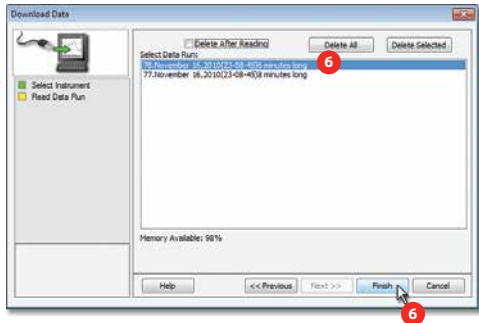 Download Data
Delete After Reading
Delete All
Delete Selected
Select Data Run:
6
78.November 16,2010(23-08-45)6 minutes long
77.November 16,2010(23-08-45)8 minutes long
Select Instrument
Read Data Run
Memory Available: 98%
Help
<< Previous
Next >>
Finish
Cancel
6